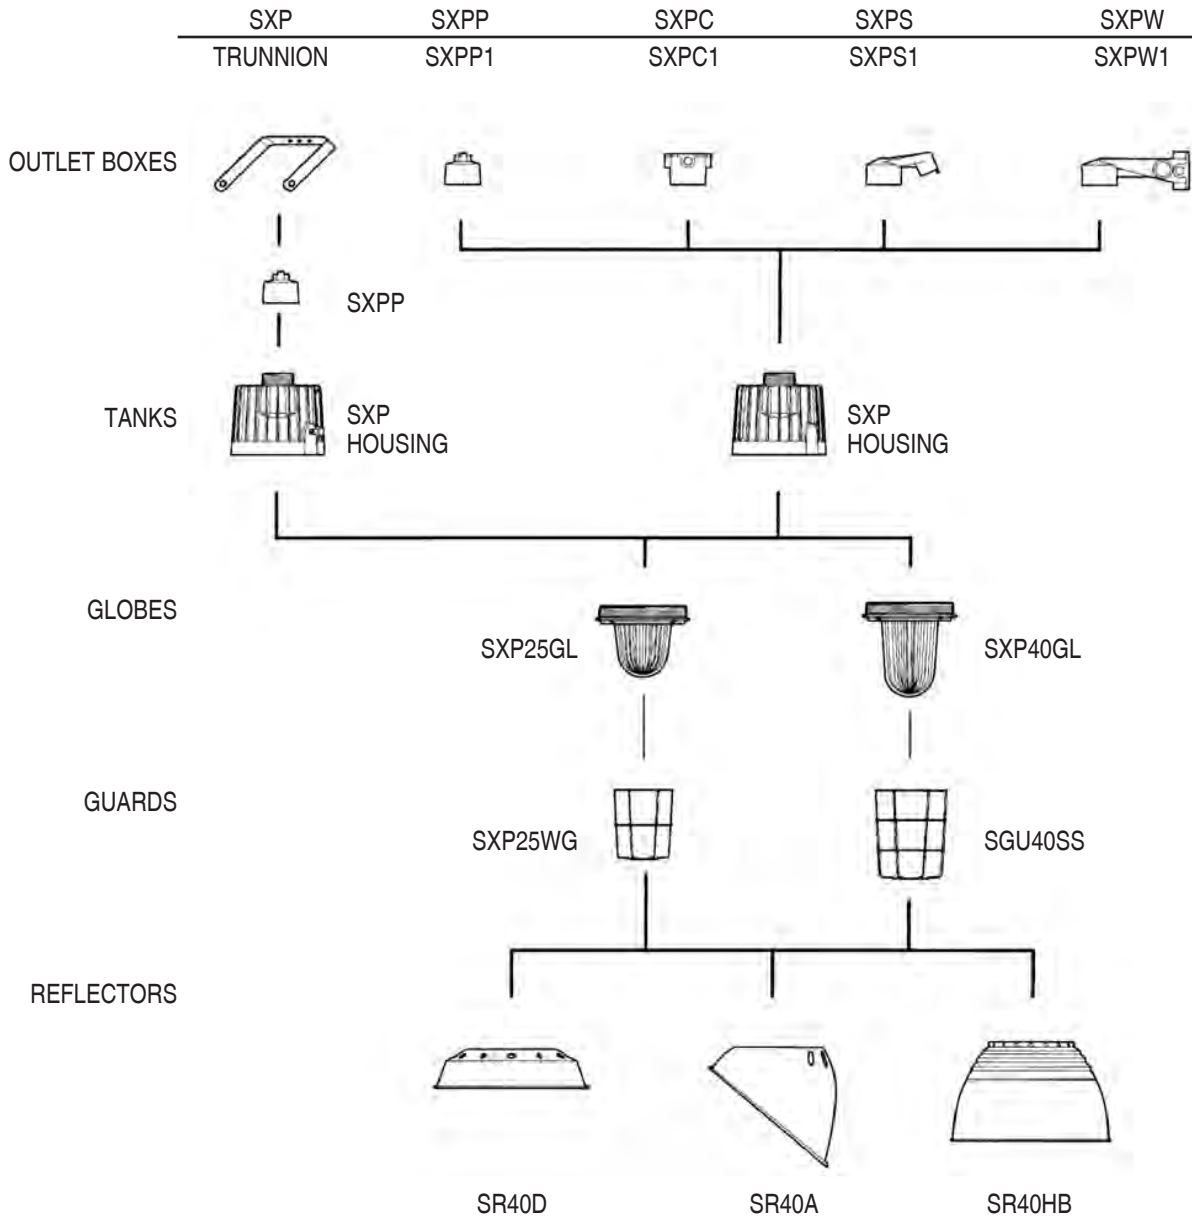 SXP SXPP SXPC SXPS SXPW
TRUNNION SXPP1 SXPC1 SXPS1 SXPW1
OUTLET BOXES
SXPP
TANKS
SXP
HOUSING
SXP
HOUSING
GLOBES
SXP25GL
SXP40GL
GUARDS
SXP25WG
SGU40SS
REFLECTORS
SR40D SR40A SR40HB